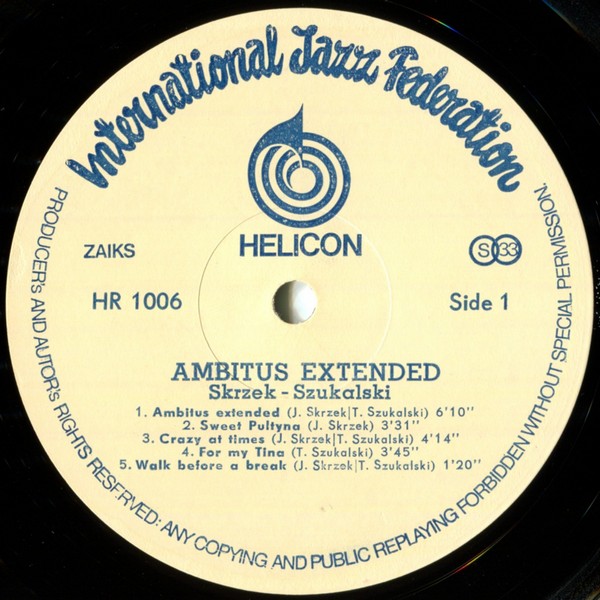 International Jazz Federation
HELICON
ZAIKS
S 33
HR 1006
Side 1
AMBITUS EXTENDED
Skrzek - Szukalski
1. Ambitus extended (J. Skrzek|T. Szukalski) 6'10''
2. Sweet Pultyna (J. Skrzek) 3'31''
3. Crazy at times (J. Skrzek|T. Szukalski) 4'14''
4. For my Tina (T. Szukalski) 3'45''
5. Walk before a break (J. Skrzek|T. Szukalski) 1'20''
PRODUCER's AND AUTOR's RIGHTS RESERVED: ANY COPYING AND PUBLIC REPLAYING FORBIDDEN WITHOUT SPECIAL PERMISSION.